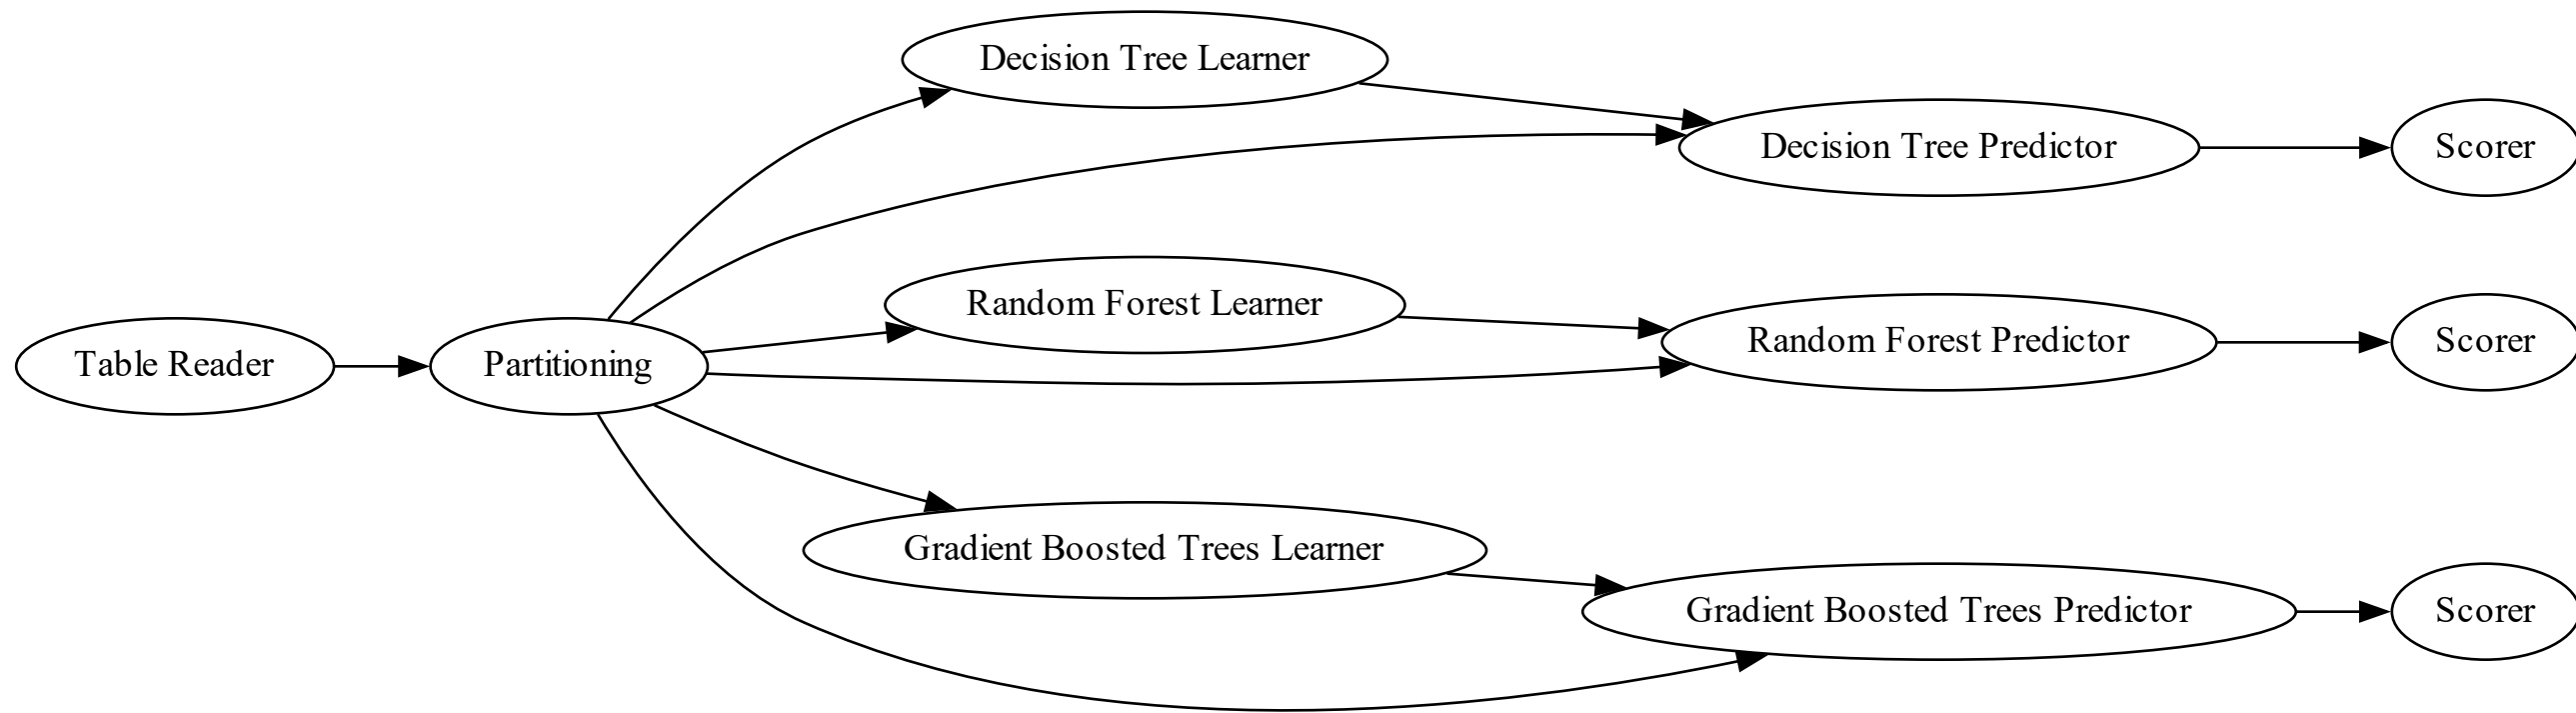 Decision Tree Learner
Decision Tree Predictor
Scorer
Random Forest Learner
Random Forest Predictor
Scorer
Table Reader
Partitioning
Gradient Boosted Trees Learner
Gradient Boosted Trees Predictor
Scorer